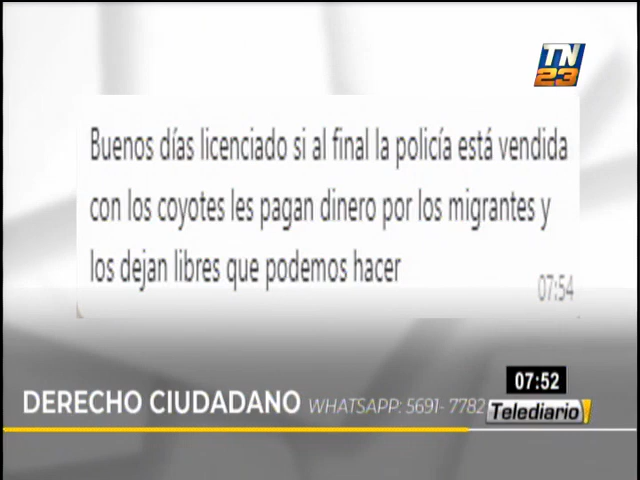 TN
23
Buenos días licenciado si al final la policía está vendida
con los coyotes les pagan dinero por los migrantes y
los dejan libres que podemos hacer
07:54
07:52
DERECHO CIUDADANO WHATSAPP: 5691- 7782
Telediario